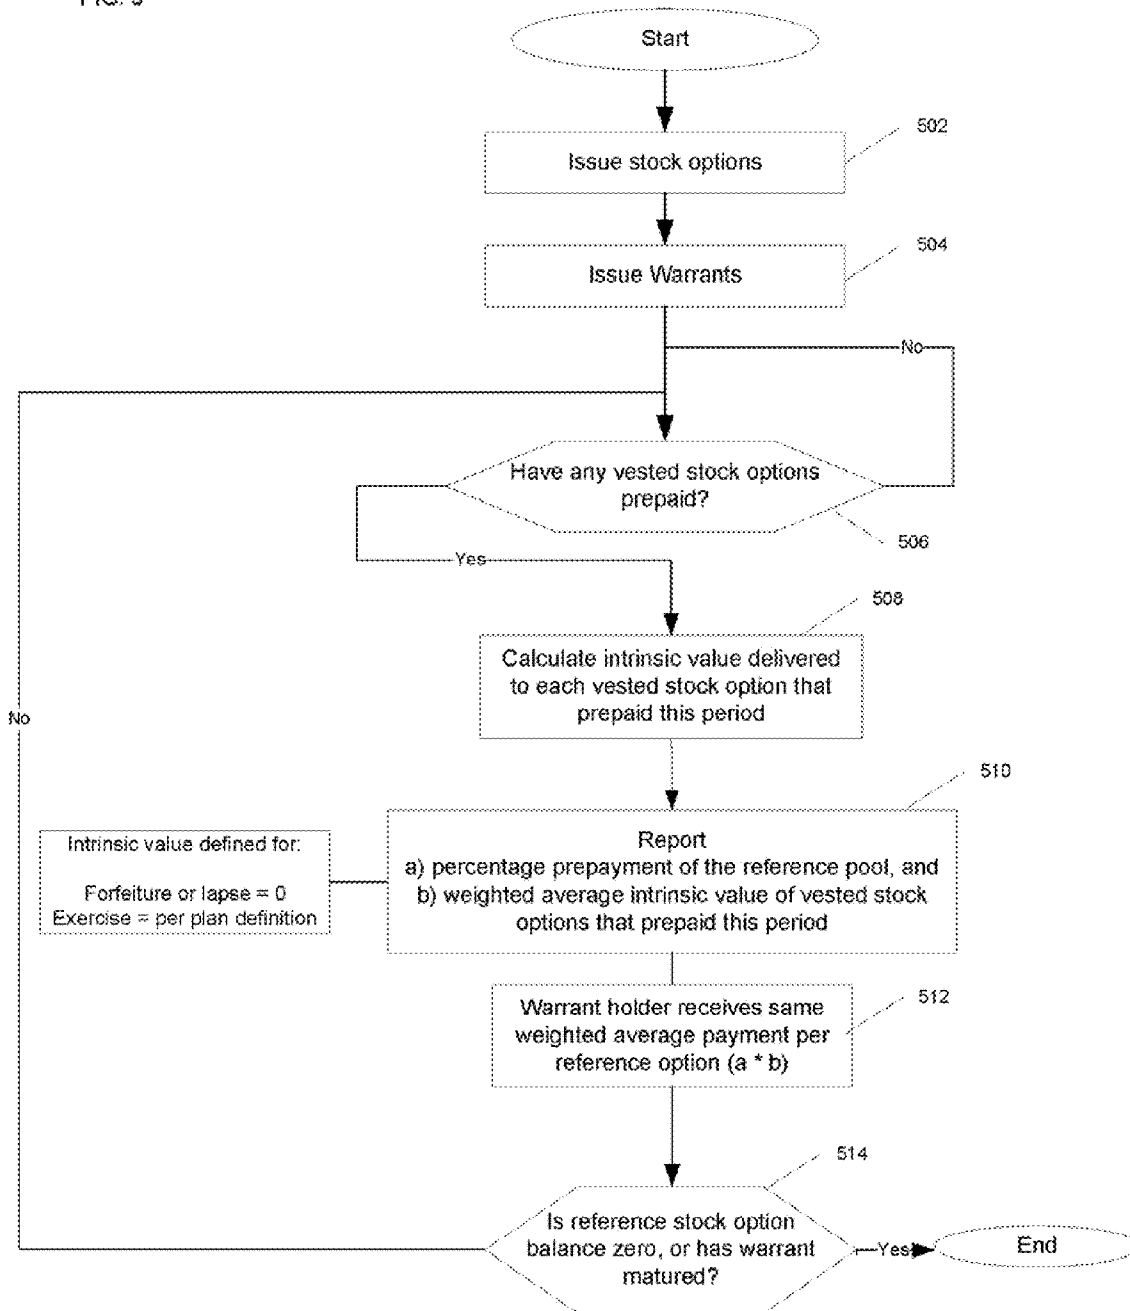 Start
502
Issue stock options
504
Issue Warrants
No
Have any vested stock options
prepaid?
506
Yes
508
Calculate intrinsic value delivered
to each vested stock option that
prepaid this period
No
510
Report
a) percentage prepayment of the reference pool, and
b) weighted average intrinsic value of vested stock
options that prepaid this period
Intrinsic value defined for:
Forfeiture or lapse = 0
Exercise = per plan definition
512
Warrant holder receives same
weighted average payment per
reference option (a * b)
514
Is reference stock option
balance zero, or has warrant
matured?
Yes
End